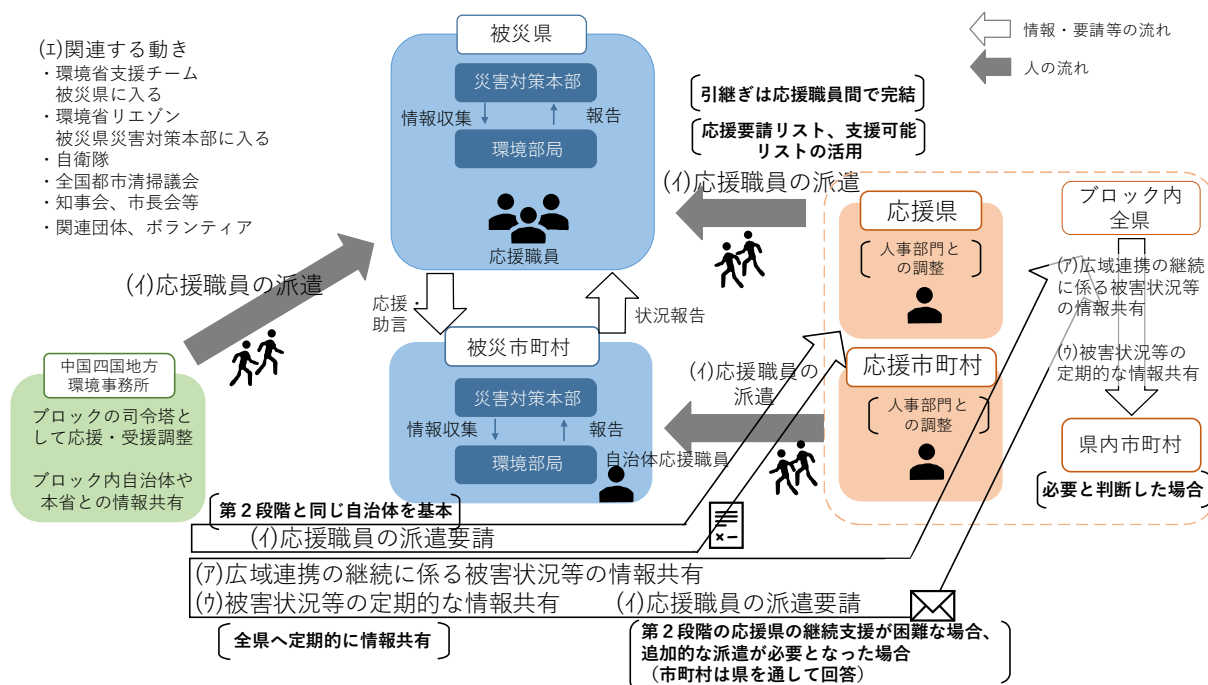 (ｴ)関連する動き
・環境省支援チーム
被災県に入る
・環境省リエゾン
被災県災害対策本部に入る
・自衛隊
・全国都市清掃議会
・知事会、市長会等
・関連団体、ボランティア
被災県
災害対策本部
情報収集
報告
環境部局
応援職員
情報・要請等の流れ
人の流れ
引継ぎは応援職員間で完結
応援要請リスト、支援可能
リストの活用
(ｲ)応援職員の派遣
応援県
人事部門と
の調整
ブロック内
全県
(ｱ)広域連携の継続
に係る被害状況等
の情報共有
(ｳ)被害状況等の
定期的な情報共有
県内市町村
必要と判断した場合
(ｲ)応援職員の派遣
応援・
助言
状況報告
中国四国地方
環境事務所
ブロックの司令塔と
して応援・受援調整
ブロック内自治体や
本省との情報共有
被災市町村
災害対策本部
情報収集
報告
環境部局
自治体応援職員
(ｲ)応援職員の
派遣
応援市町村
人事部門と
の調整
第２段階と同じ自治体を基本
(ｲ)応援職員の派遣要請
(ｱ)広域連携の継続に係る被害状況等の情報共有
(ｳ)被害状況等の定期的な情報共有
(ｲ)応援職員の派遣要請
全県へ定期的に情報共有
第２段階の応援県の継続支援が困難な場合、
追加的な派遣が必要となった場合
（市町村は県を通して回答）